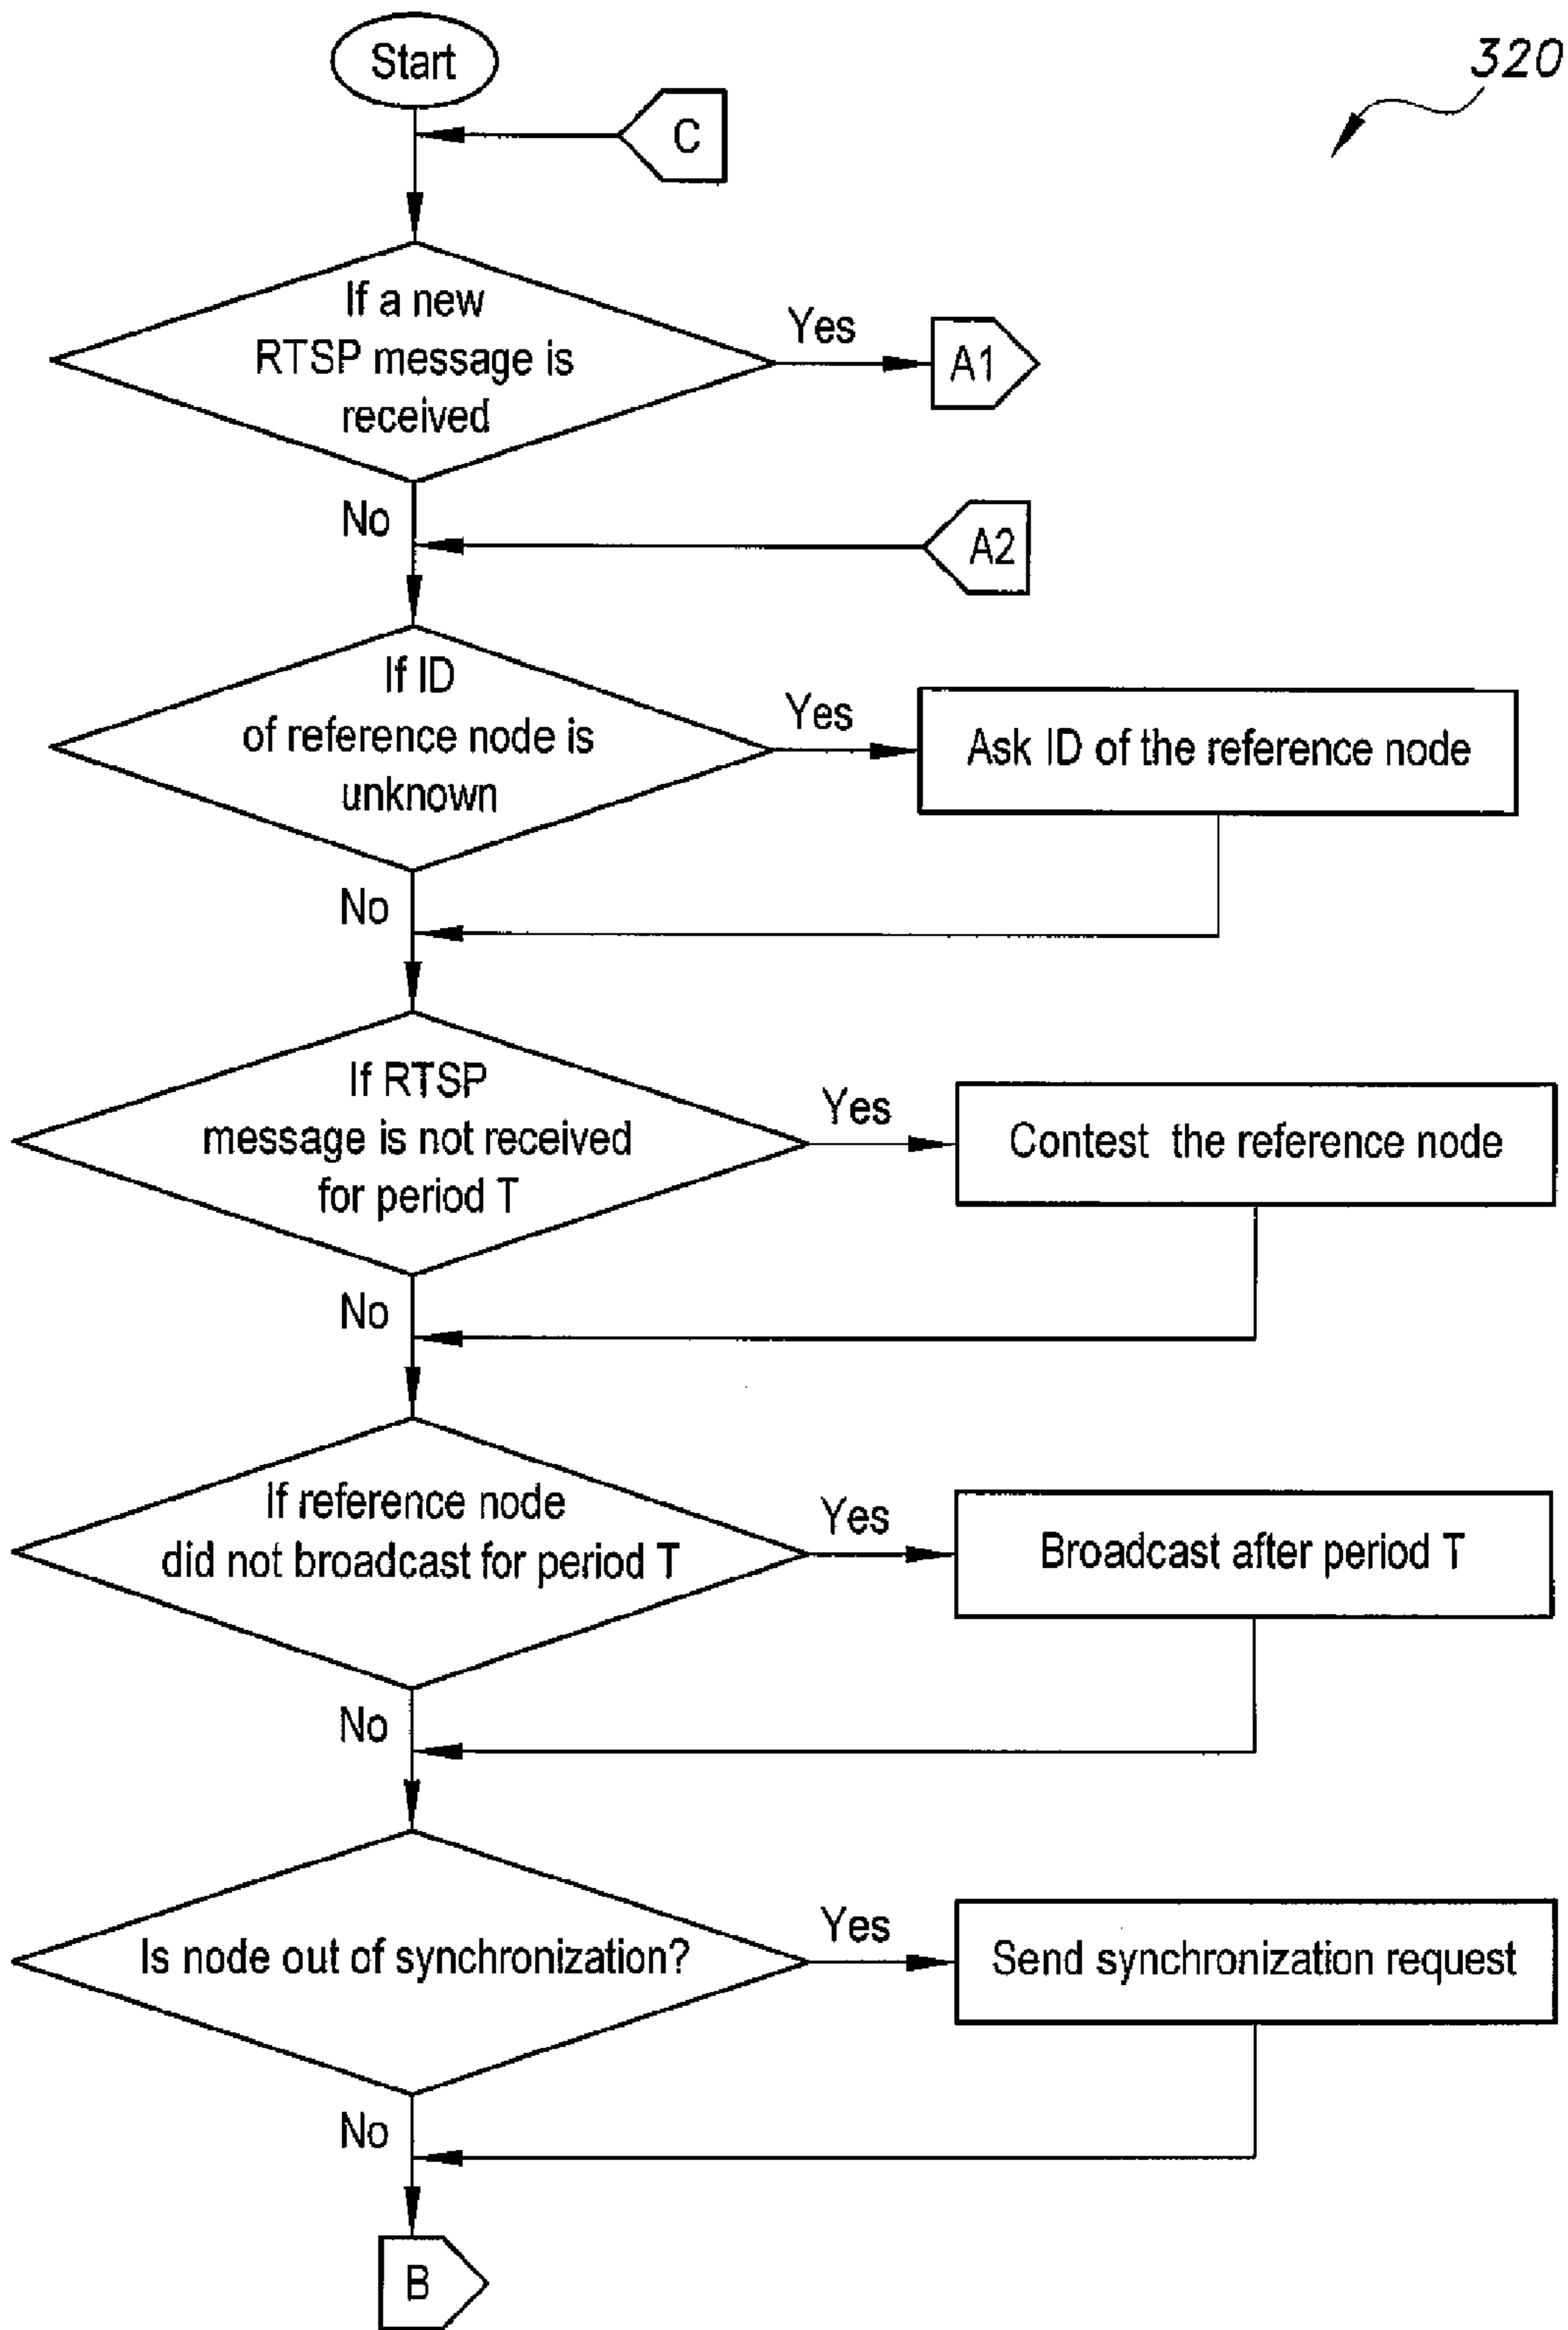 Start
320
C
If a new
RTSP message is
received
Yes
A1
No
A2
If ID
of reference node is
unknown
Yes
Ask ID of the reference node
No
If RTSP
message is not received
for period T
Yes
Contest the reference node
No
If reference node
did not broadcast for period T
Yes
Broadcast after period T
No
Is node out of synchronization?
Yes
Send synchronization request
No
B